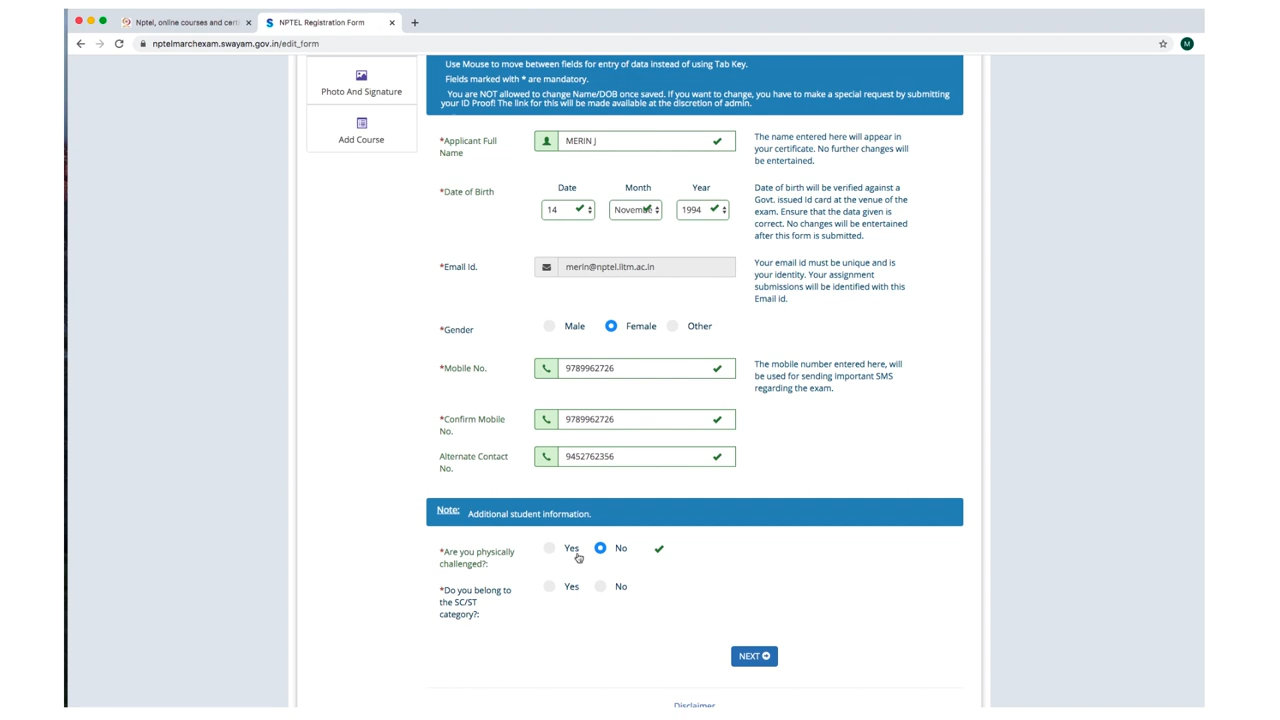 Nptel, online courses and certi
NPTEL Registration Form
nptelmarchexam.swayam.gov.in/edit_form
M
Use Mouse to move between fields for entry of data instead of using Tab Key.
Fields marked with * are mandatory.
You are NOT allowed to change Name/DOB once saved. If you want to change, you have to make a special request by submitting
your ID Proof! The link for this will be made available at the discretion of admin.
Photo And Signature
Add Course
*Applicant Full
Name
MERIN J
The name entered here will appear in
your certificate. No further changes will
be entertained.
*Date of Birth
Date Month Year
14 Novembe 1994
Date of birth will be verified against a
Govt. issued Id card at the venue of the
exam. Ensure that the data given is
correct. No changes will be entertained
after this form is submitted.
*Email Id.
merin@nptel.iitm.ac.in
Your email id must be unique and is
your identity. Your assignment
submissions will be identified with this
Email id.
*Gender
Male Female Other
*Mobile No.
9789962726
The mobile number entered here, will
be used for sending important SMS
regarding the exam.
*Confirm Mobile
No.
9789962726
Alternate Contact
No.
9452762356
Note: Additional student information.
*Are you physically
challenged?:
Yes No
*Do you belong to
the SC/ST
category?:
Yes No
NEXT
Disclaimer